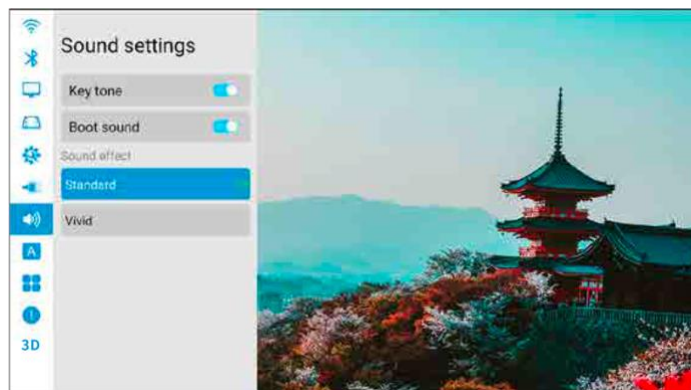 Sound settings
Key tone
Boot sound
Sound effect
Standard
Vivid
A
3D